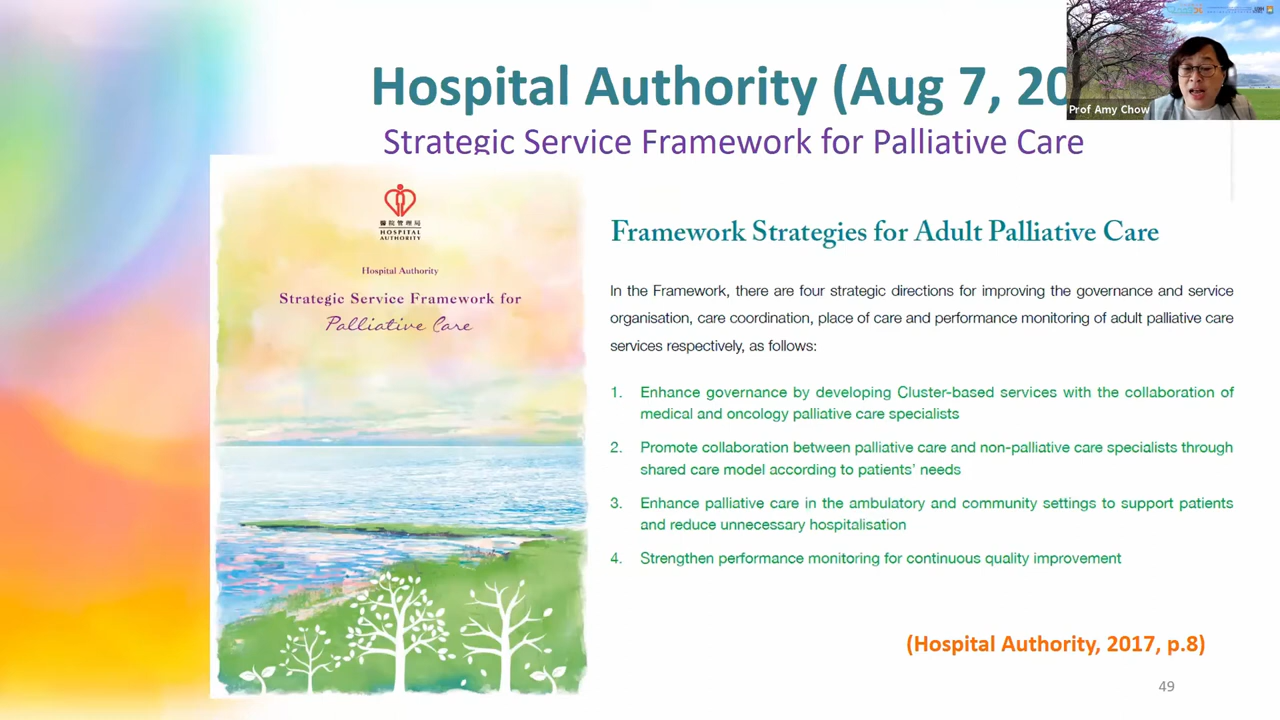 Hospital Authority (Aug 7, 20
Prof Amy Chow
Strategic Service Framework for Palliative Care
醫院管理局
HOSPITAL
AUTHORITY
Hospital Authority
Strategic Service Framework for
Palliative Care
Framework Strategies for Adult Palliative Care
In the Framework, there are four strategic directions for improving the governance and service
organisation, care coordination, place of care and performance monitoring of adult palliative care
services respectively, as follows:
1. Enhance governance by developing Cluster-based services with the collaboration of
medical and oncology palliative care specialists
2. Promote collaboration between palliative care and non-palliative care specialists through
shared care model according to patients' needs
3. Enhance palliative care in the ambulatory and community settings to support patients
and reduce unnecessary hospitalisation
4. Strengthen performance monitoring for continuous quality improvement
(Hospital Authority, 2017, p.8)
49